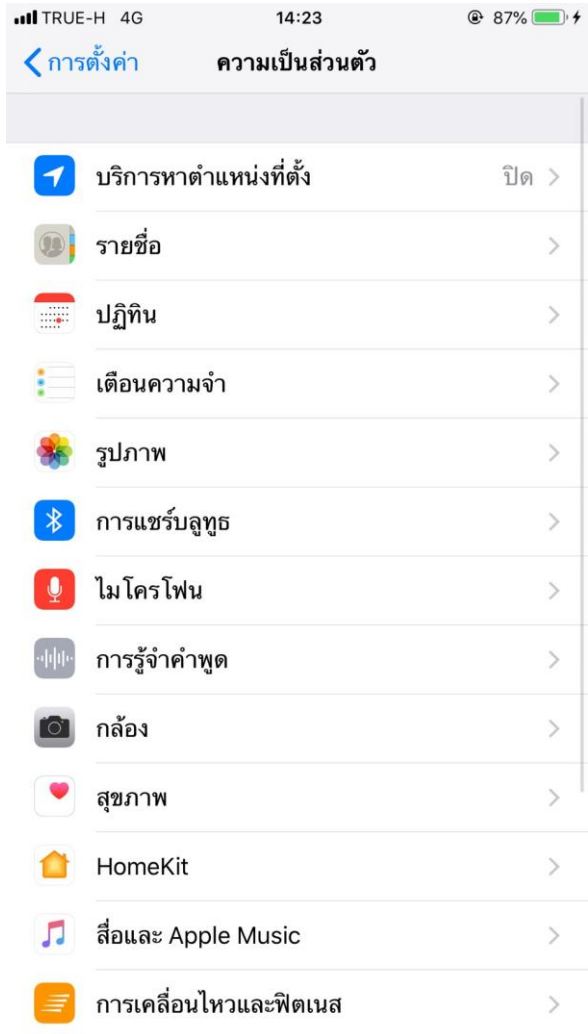 TRUE-H 4G 14:23 87%
การตั้งค่า ความเป็นส่วนตัว
บริการหาตำแหน่งที่ตั้ง ปิด
รายชื่อ
ปฏิทิน
เตือนความจำ
รูปภาพ
การแชร์บลูทูธ
ไมโครโฟน
การรู้จำคำพูด
กล้อง
สุขภาพ
HomeKit
สื่อและ Apple Music
การเคลื่อนไหวและฟิตเนส